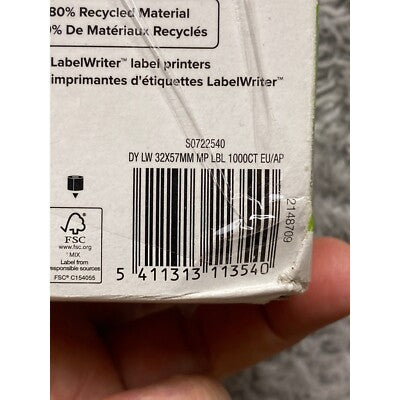 80% Recycled Material
% De Matériaux Recyclés
LabelWriter™ label printers
imprimantes d'étiquettes LabelWriter™
S0722540
DY LW 32X57MM MP LBL 1000CT EU/AP
2148709
FSC
www.fsc.org
MIX
Label from
responsible sources
FSC® C154055
5 411313 113540